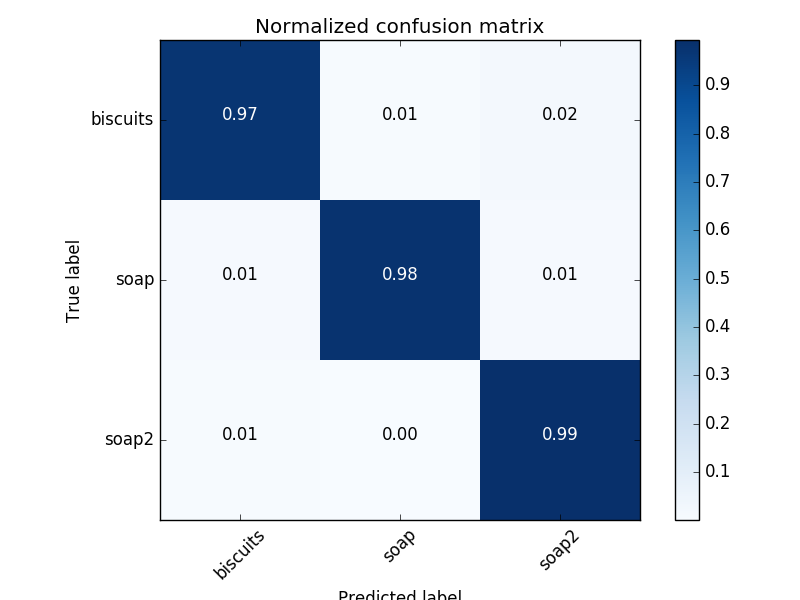 Normalized confusion matrix
True label
biscuits 0.97 0.01 0.02
soap 0.01 0.98 0.01
soap2 0.01 0.00 0.99
biscuits soap soap2
Predicted label
0.9
0.8
0.7
0.6
0.5
0.4
0.3
0.2
0.1